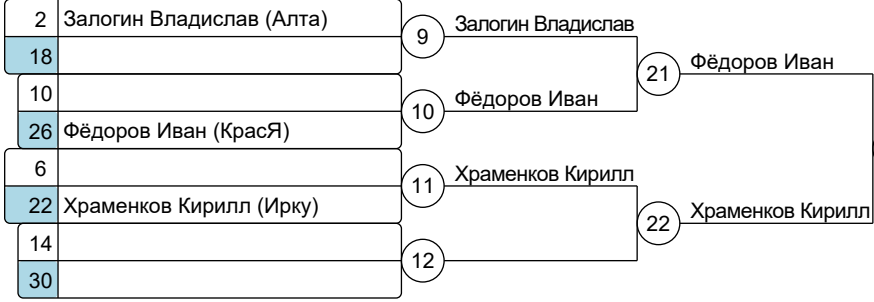 2 Залогин Владислав (Алта)
9 Залогин Владислав
18
21 Фёдоров Иван
10
10 Фёдоров Иван
26 Фёдоров Иван (КрасЯ)
6
11 Храменков Кирилл
22 Храменков Кирилл (Ирку)
22 Храменков Кирилл
14
12
30